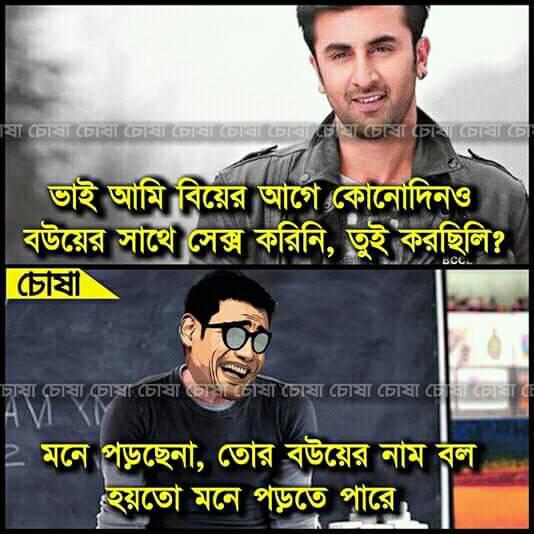 ষা চোষা চোষা চোষা চোষা চোষা চোষা চোষা চোষা চোষা চোষা চোষা
ভাই আমি বিয়ের আগে কোনোদিনও
বউয়ের সাথে সেক্স করিনি, তুই করছিলি?
চোষা
চোষা চোষা চোষা চোষা চোষা চোষা চোষা চোষা চোষা চোষা চোষা
মনে পড়ছেনা, তোর বউয়ের নাম বল
হয়তো মনে পড়তে পারে